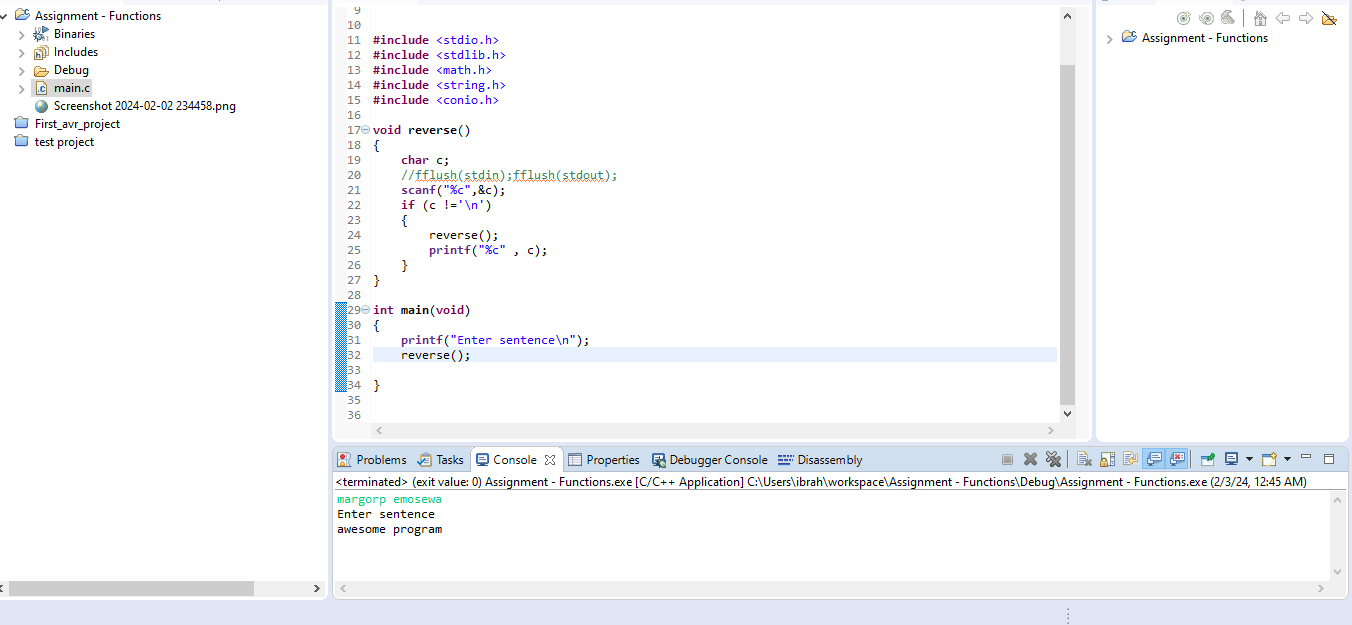 Assignment - Functions
Binaries
Includes
Debug
main.c
Screenshot 2024-02-02 234458.png
First_avr_project
test project
9
10
11 #include <stdio.h>
12 #include <stdlib.h>
13 #include <math.h>
14 #include <string.h>
15 #include <conio.h>
16
17 void reverse()
18 {
19 char c;
20 //fflush(stdin);fflush(stdout);
21 scanf("%c",&c);
22 if (c !='\n')
23 {
24 reverse();
25 printf("%c" , c);
26 }
27 }
28
29 int main(void)
30 {
31 printf("Enter sentence\n");
32 reverse();
33
34 }
35
36
Assignment - Functions
Problems Tasks Console Properties Debugger Console Disassembly
<terminated> (exit value: 0) Assignment - Functions.exe [C/C++ Application] C:\Users\ibrah\workspace\Assignment - Functions\Debug\Assignment - Functions.exe (2/3/24, 12:45 AM)
margorp emosewa
Enter sentence
awesome program